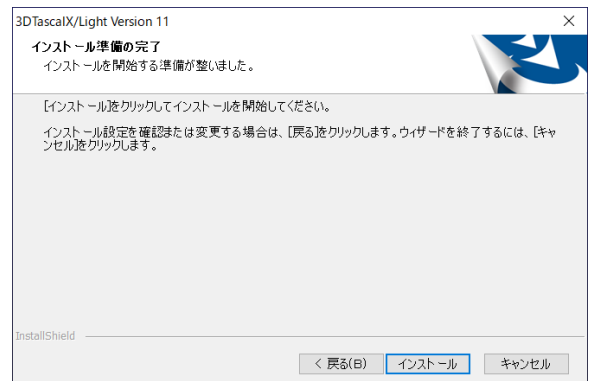 3DTascalX/Light Version 11
インストール準備の完了
インストールを開始する準備が整いました。
[インストール]をクリックしてインストールを開始してください。
インストール設定を確認または変更する場合は、[戻る]をクリックします。ウィザードを終了するには、[キャ
ンセル]をクリックします。
InstallShield
< 戻る(B)
インストール
キャンセル